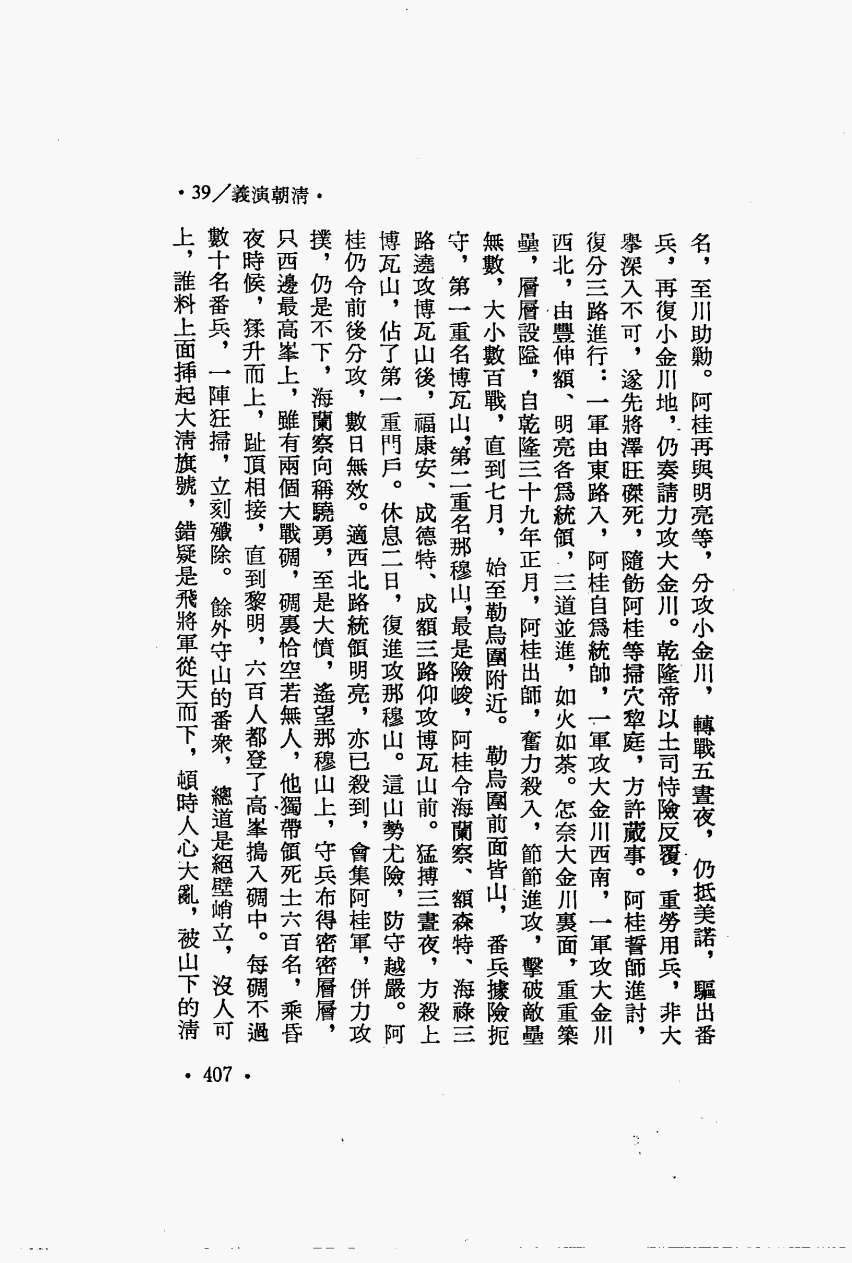 •39／義演朝清•
名，至川助勦。阿桂再與明亮等，分攻小金川，轉戰五晝夜，仍抵美諾，驅出番
兵，再復小金川地，仍奏請力攻大金川。乾隆帝以土司恃險反覆，重勞用兵，非大
舉深入不可，遂先將澤旺磔死，隨飭阿桂等掃穴犂庭，方許蕆事。阿桂誓師進討，
復分三路進行：一軍由東路入，阿桂自爲統帥，一軍攻大金川西南，一軍攻大金川
西北，由豐伸額、明亮各爲統領，三道並進，如火如荼。怎奈大金川裏面，重重築
壘，層層設隘，自乾隆三十九年正月，阿桂出師，奮力殺入，節節進攻，擊破敵壘
無數，大小數百戰，直到七月，始至勒烏圍附近。勒烏圍前面皆山，番兵據險扼
守，第一重名博瓦山，第二重名那穆山，最是險峻，阿桂令海蘭察、額森特、海祿三
路遶攻博瓦山後，福康安、成德特、成額三路仰攻博瓦山前。猛搏三晝夜，方殺上
博瓦山，佔了第一重門戶。休息二日，復進攻那穆山。這山勢尤險，防守越嚴。阿
桂仍令前後分攻，數日無效。適西北路統領明亮，亦已殺到，會集阿桂軍，併力攻
撲，仍是不下，海蘭察向稱驍勇，至是大憤，遙望那穆山上，守兵布得密密層層，
只西邊最高峯上，雖有兩個大戰碉，碉裏恰空若無人，他獨帶領死士六百名，乘昏
夜時候，猱升而上，趾頂相接，直到黎明，六百人都登了高峯搗入碉中。每碉不過
數十名番兵，一陣狂掃，立刻殲除。餘外守山的番衆，總道是絕壁峭立，沒人可
上，誰料上面揷起大清旗號，錯疑是飛將軍從天而下，頓時人心大亂，被山下的清
•407•